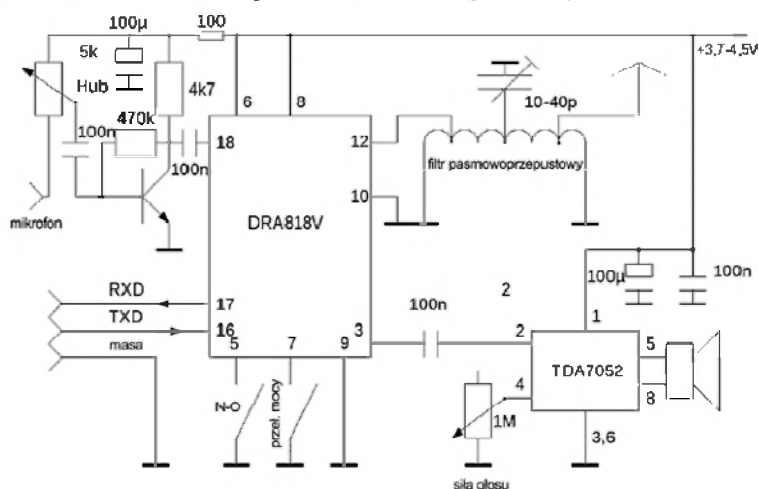 100µ
100
5k
Hub
4k7
+3,7-4,5V
6
8
10-40p
470k
100n
100n
18
12
filtr pasmowoprzepustowy
10
mikrofon
DRA818V
RXD
17
TXD
16
masa
5
7
9
3
100n
2
100µ
100n
1
2
TDA7052
5
4
8
N-O
przeł. mocy
1M
3,6
siła głosu